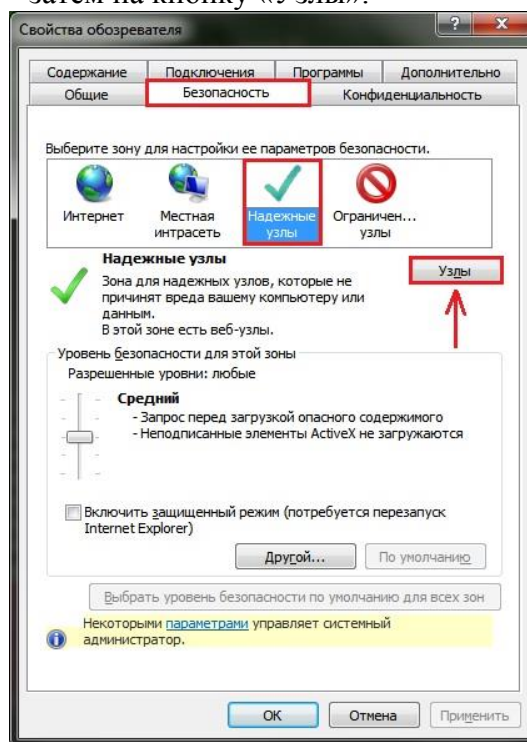 затем на кнопку «Узлы».
Свойства обозревателя
Содержание Подключения Программы Дополнительно
Общие Безопасность Конфиденциальность
Выберите зону для настройки ее параметров безопасности.
Интернет Местная интрасеть Надежные узлы Ограничен... узлы
Надежные узлы
Узлы
Зона для надежных узлов, которые не
причинят вреда вашему компьютеру или
данным.
В этой зоне есть веб-узлы.
Уровень безопасности для этой зоны
Разрешенные уровни: любые
Средний
- Запрос перед загрузкой опасного содержимого
- Неподписанные элементы ActiveX не загружаются
Включить защищенный режим (потребуется перезапуск
Internet Explorer)
Другой... По умолчанию
Выбрать уровень безопасности по умолчанию для всех зон
Некоторыми параметрами управляет системный
администратор.
ОК Отмена Применить